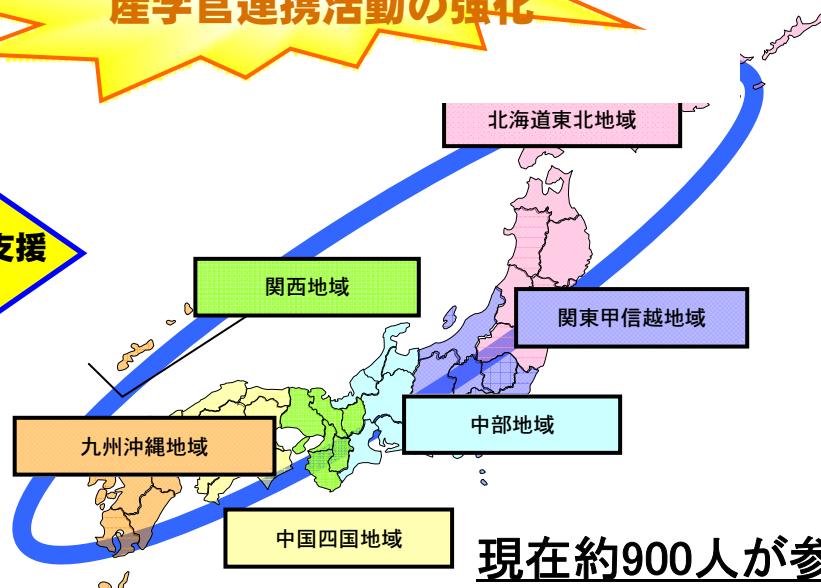 産学官連携活動の強化
北海道東北地域
支援
関西地域
関東甲信越地域
中部地域
九州沖縄地域
中国四国地域
現在約900人が参